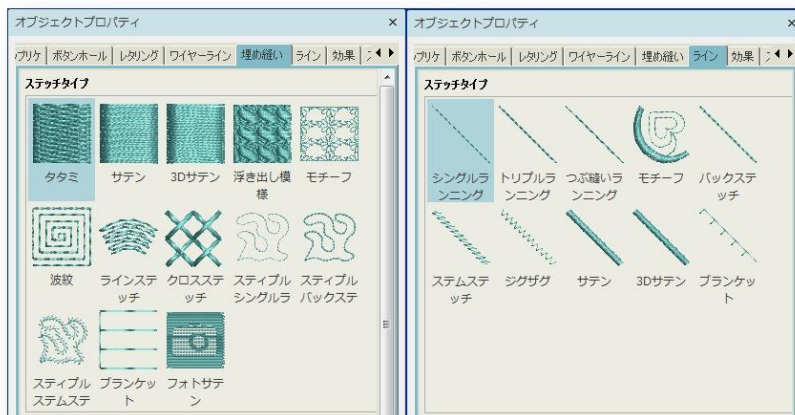 オブジェクトプロパティ
プリケ ボタンホール レタリング ワイヤーライン 埋め縫い ライン 効果
ステッチタイプ
タタミ サテン 3Dサテン 浮き出し模様 モチーフ
波紋 ラインステッチ クロスステッチ スティプルシングルラ スティプルバックステ
スティプルステムステ ブランケット フォトサテン
オブジェクトプロパティ
プリケ ボタンホール レタリング ワイヤーライン 埋め縫い ライン 効果
ステッチタイプ
シングルランニング トリプルランニング つぶ縫いランニング モチーフ バックステッチ
ステムステッチ ジグザグ サテン 3Dサテン ブランケット